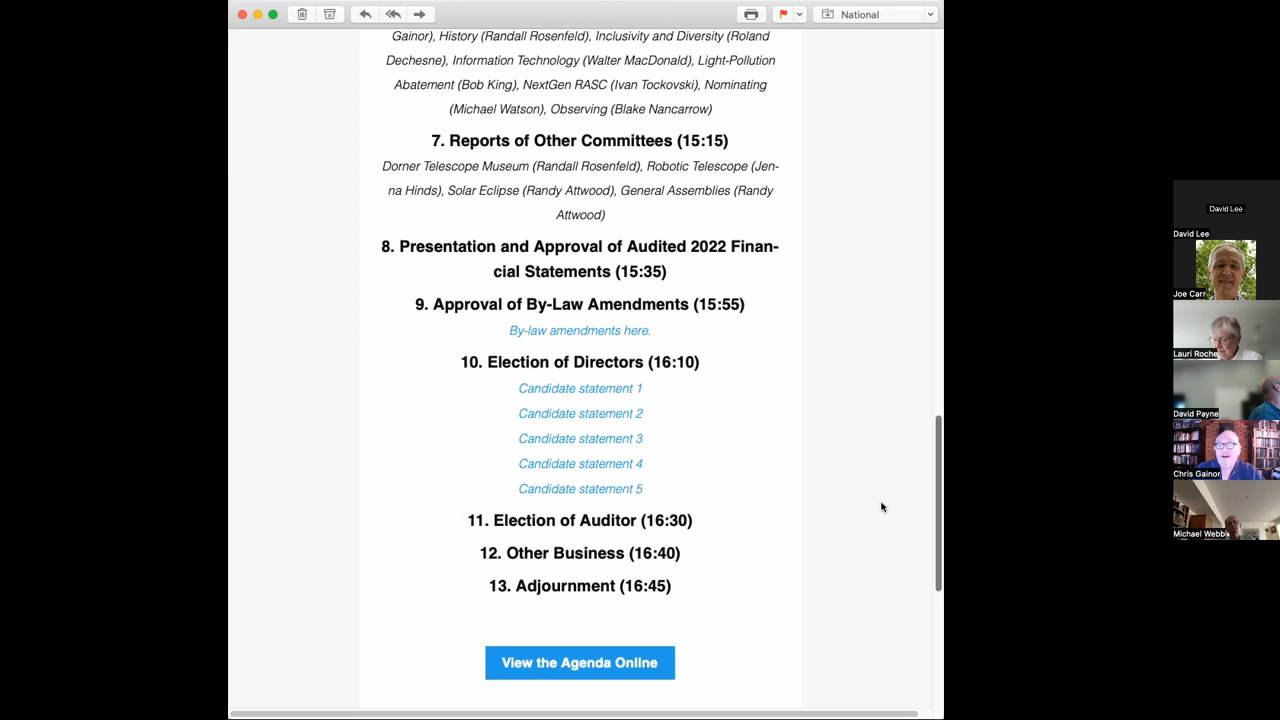 National
Gainor), History (Randall Rosenfeld), Inclusivity and Diversity (Roland
Dechesne), Information Technology (Walter MacDonald), Light-Pollution
Abatement (Bob King), NextGen RASC (Ivan Tockovski), Nominating
(Michael Watson), Observing (Blake Nancarrow)
7. Reports of Other Committees (15:15)
Dorner Telescope Museum (Randall Rosenfeld), Robotic Telescope (Jen-
na Hinds), Solar Eclipse (Randy Attwood), General Assemblies (Randy
Attwood)
8. Presentation and Approval of Audited 2022 Finan-
cial Statements (15:35)
9. Approval of By-Law Amendments (15:55)
By-law amendments here.
10. Election of Directors (16:10)
Candidate statement 1
Candidate statement 2
Candidate statement 3
Candidate statement 4
Candidate statement 5
11. Election of Auditor (16:30)
12. Other Business (16:40)
13. Adjournment (16:45)
View the Agenda Online
David Lee
David Lee
Joe Carr
Lauri Roche
David Payne
Chris Gainor
Michael Webb